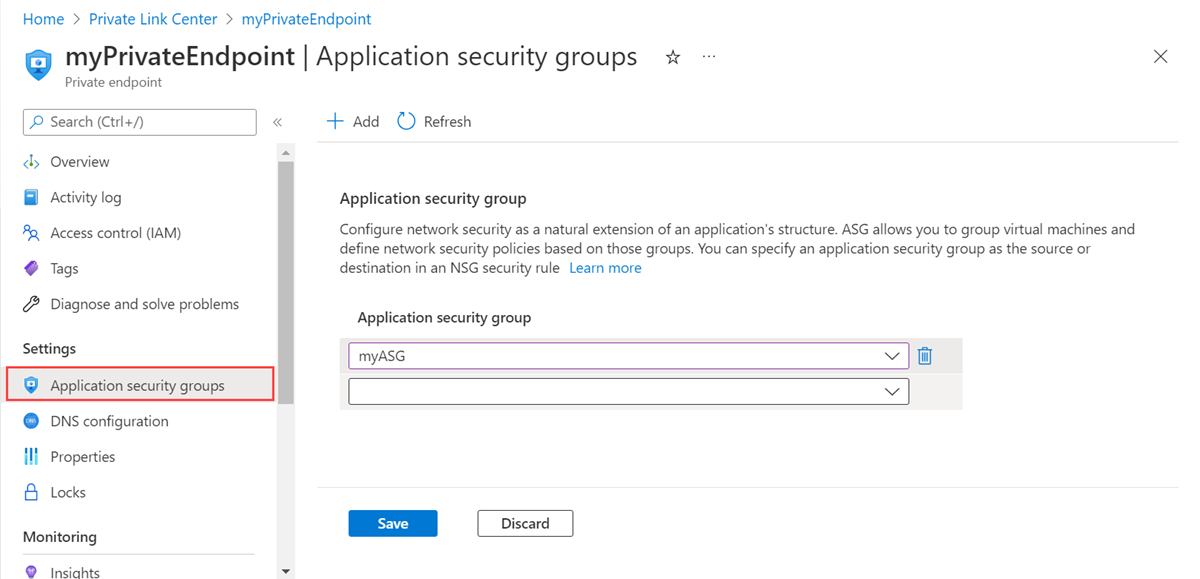 Home > Private Link Center > myPrivateEndpoint
myPrivateEndpoint | Application security groups ☆ ...
Private endpoint
Search (Ctrl+/) «
Overview
Activity log
Access control (IAM)
Tags
Diagnose and solve problems
Settings
Application security groups
DNS configuration
Properties
Locks
Monitoring
Insights
+ Add Refresh
Application security group
Configure network security as a natural extension of an application's structure. ASG allows you to group virtual machines and
define network security policies based on those groups. You can specify an application security group as the source or
destination in an NSG security rule Learn more
Application security group
myASG
Save Discard